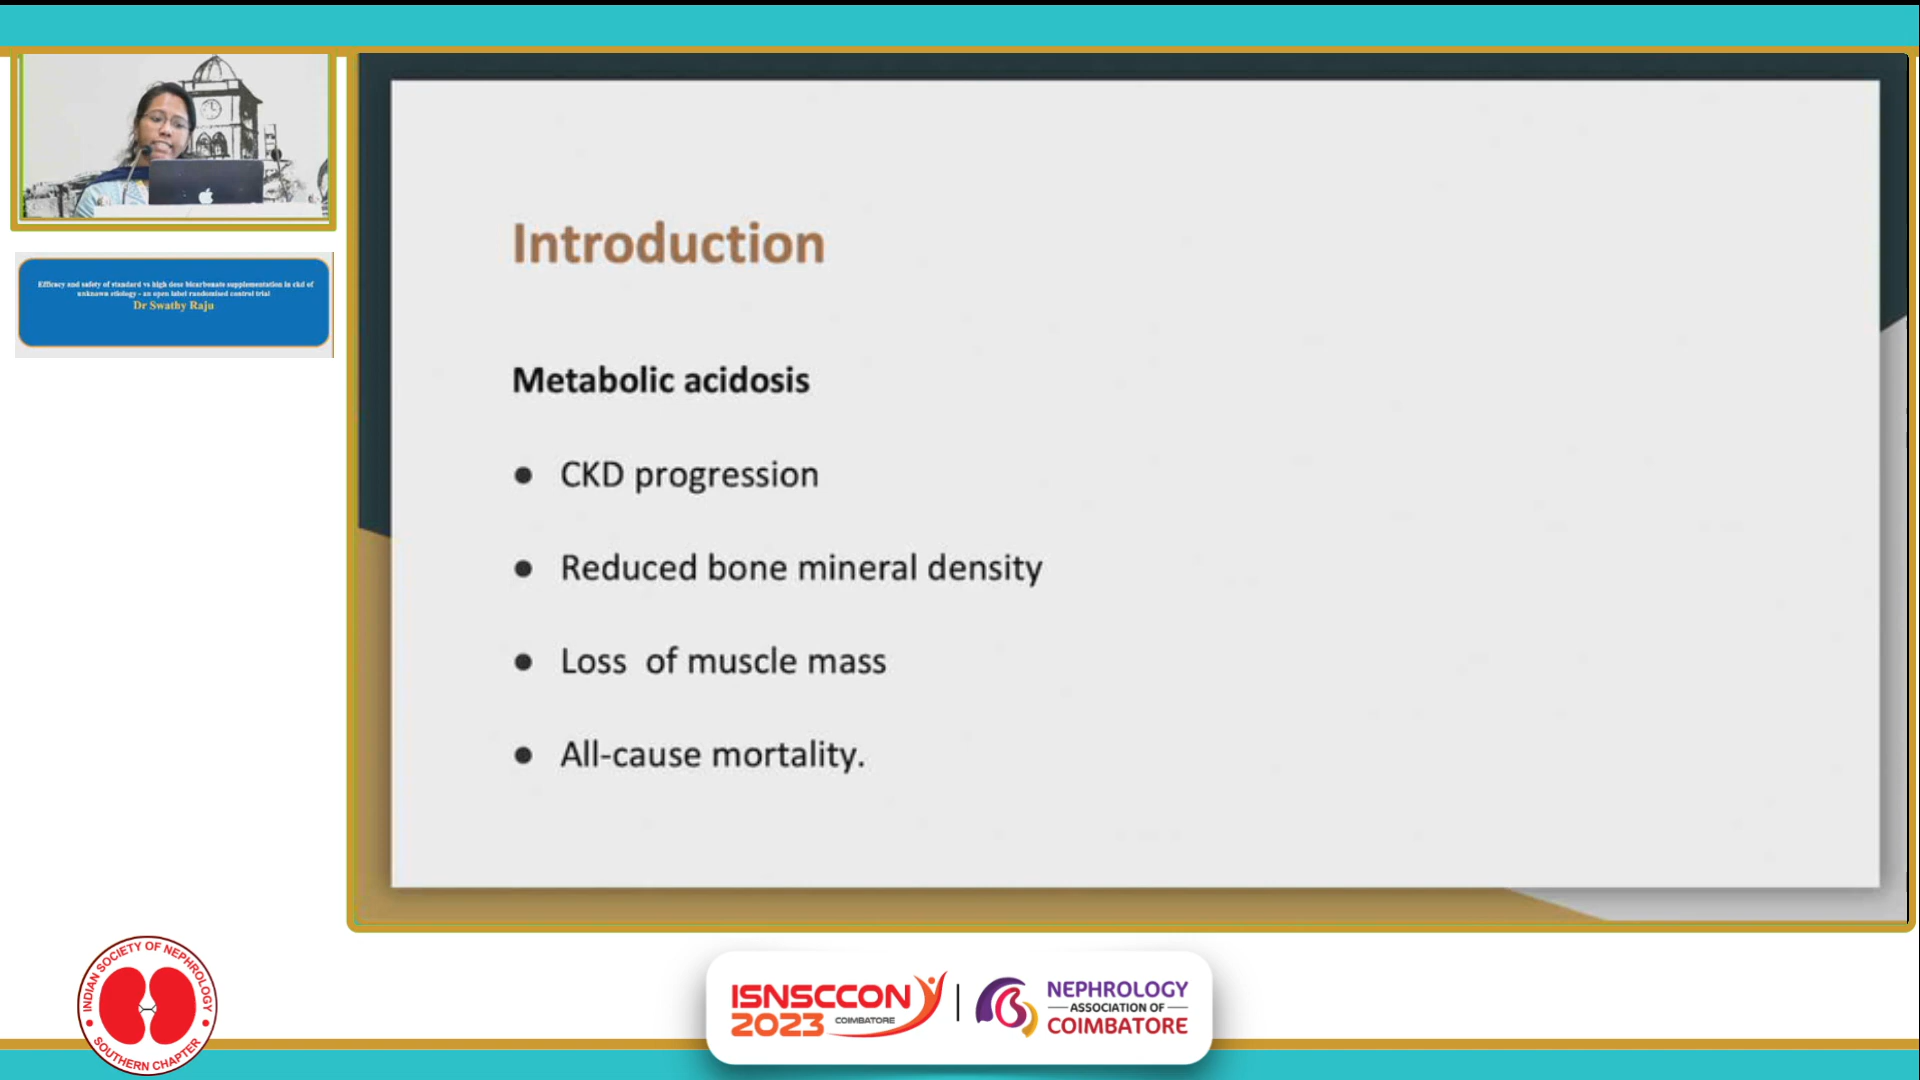 Efficacy and safety of standard vs high dose bicarbonate supplementation in ckd of
unknown etiology - an open label randomised control trial
Dr Swathy Raju
Introduction
Metabolic acidosis
● CKD progression
● Reduced bone mineral density
● Loss  of muscle mass
● All-cause mortality.
INDIAN SOCIETY OF NEPHROLOGY
SOUTHERN CHAPTER
ISNSCCON
2023 COIMBATORE
NEPHROLOGY
ASSOCIATION OF
COIMBATORE